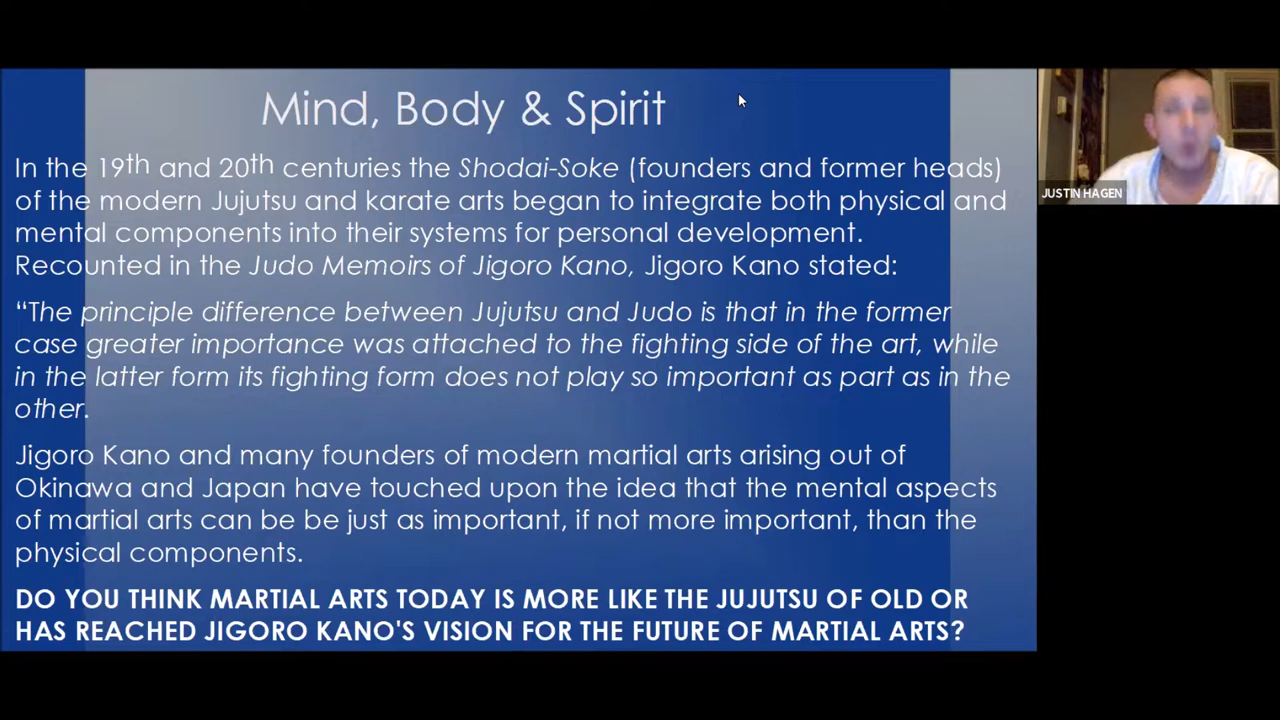 Mind, Body & Spirit
In the 19th and 20th centuries the Shodai-Soke (founders and former heads)
of the modern Jujutsu and karate arts began to integrate both physical and
mental components into their systems for personal development.
Recounted in the Judo Memoirs of Jigoro Kano, Jigoro Kano stated:
“The principle difference between Jujutsu and Judo is that in the former
case greater importance was attached to the fighting side of the art, while
in the latter form its fighting form does not play so important as part as in the
other.
Jigoro Kano and many founders of modern martial arts arising out of
Okinawa and Japan have touched upon the idea that the mental aspects
of martial arts can be be just as important, if not more important, than the
physical components.
DO YOU THINK MARTIAL ARTS TODAY IS MORE LIKE THE JUJUTSU OF OLD OR
HAS REACHED JIGORO KANO'S VISION FOR THE FUTURE OF MARTIAL ARTS?
JUSTIN HAGEN